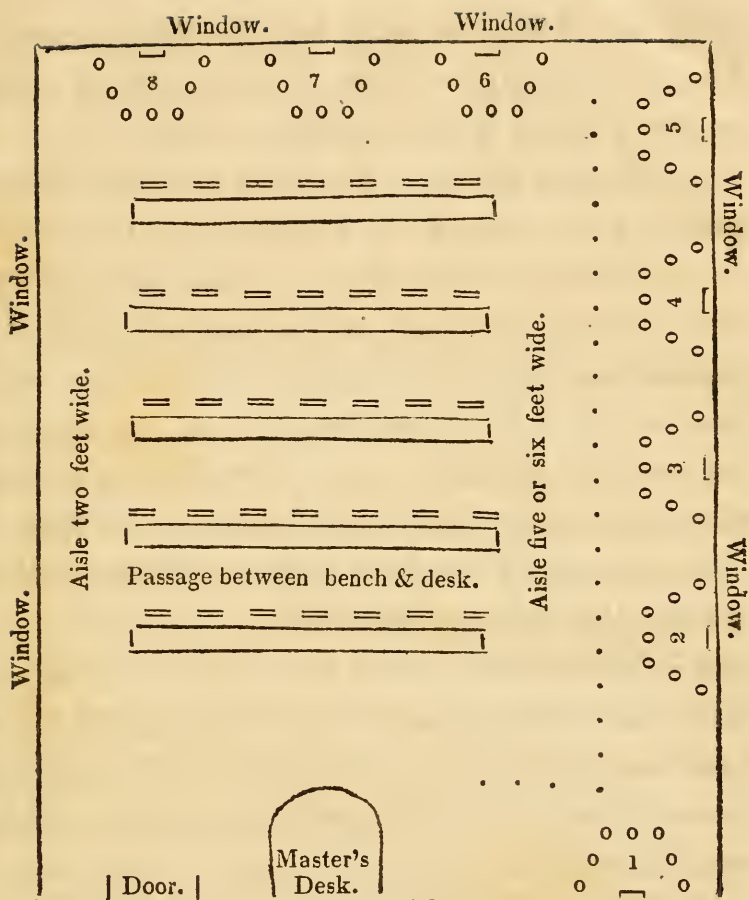 Window.
Window.
8
7
6
5
Window.
Window.
4
Aisle two feet wide.
Aisle five or six feet wide.
3
Passage between bench & desk.
Window.
Window.
2
Master's
Desk.
Door.
1